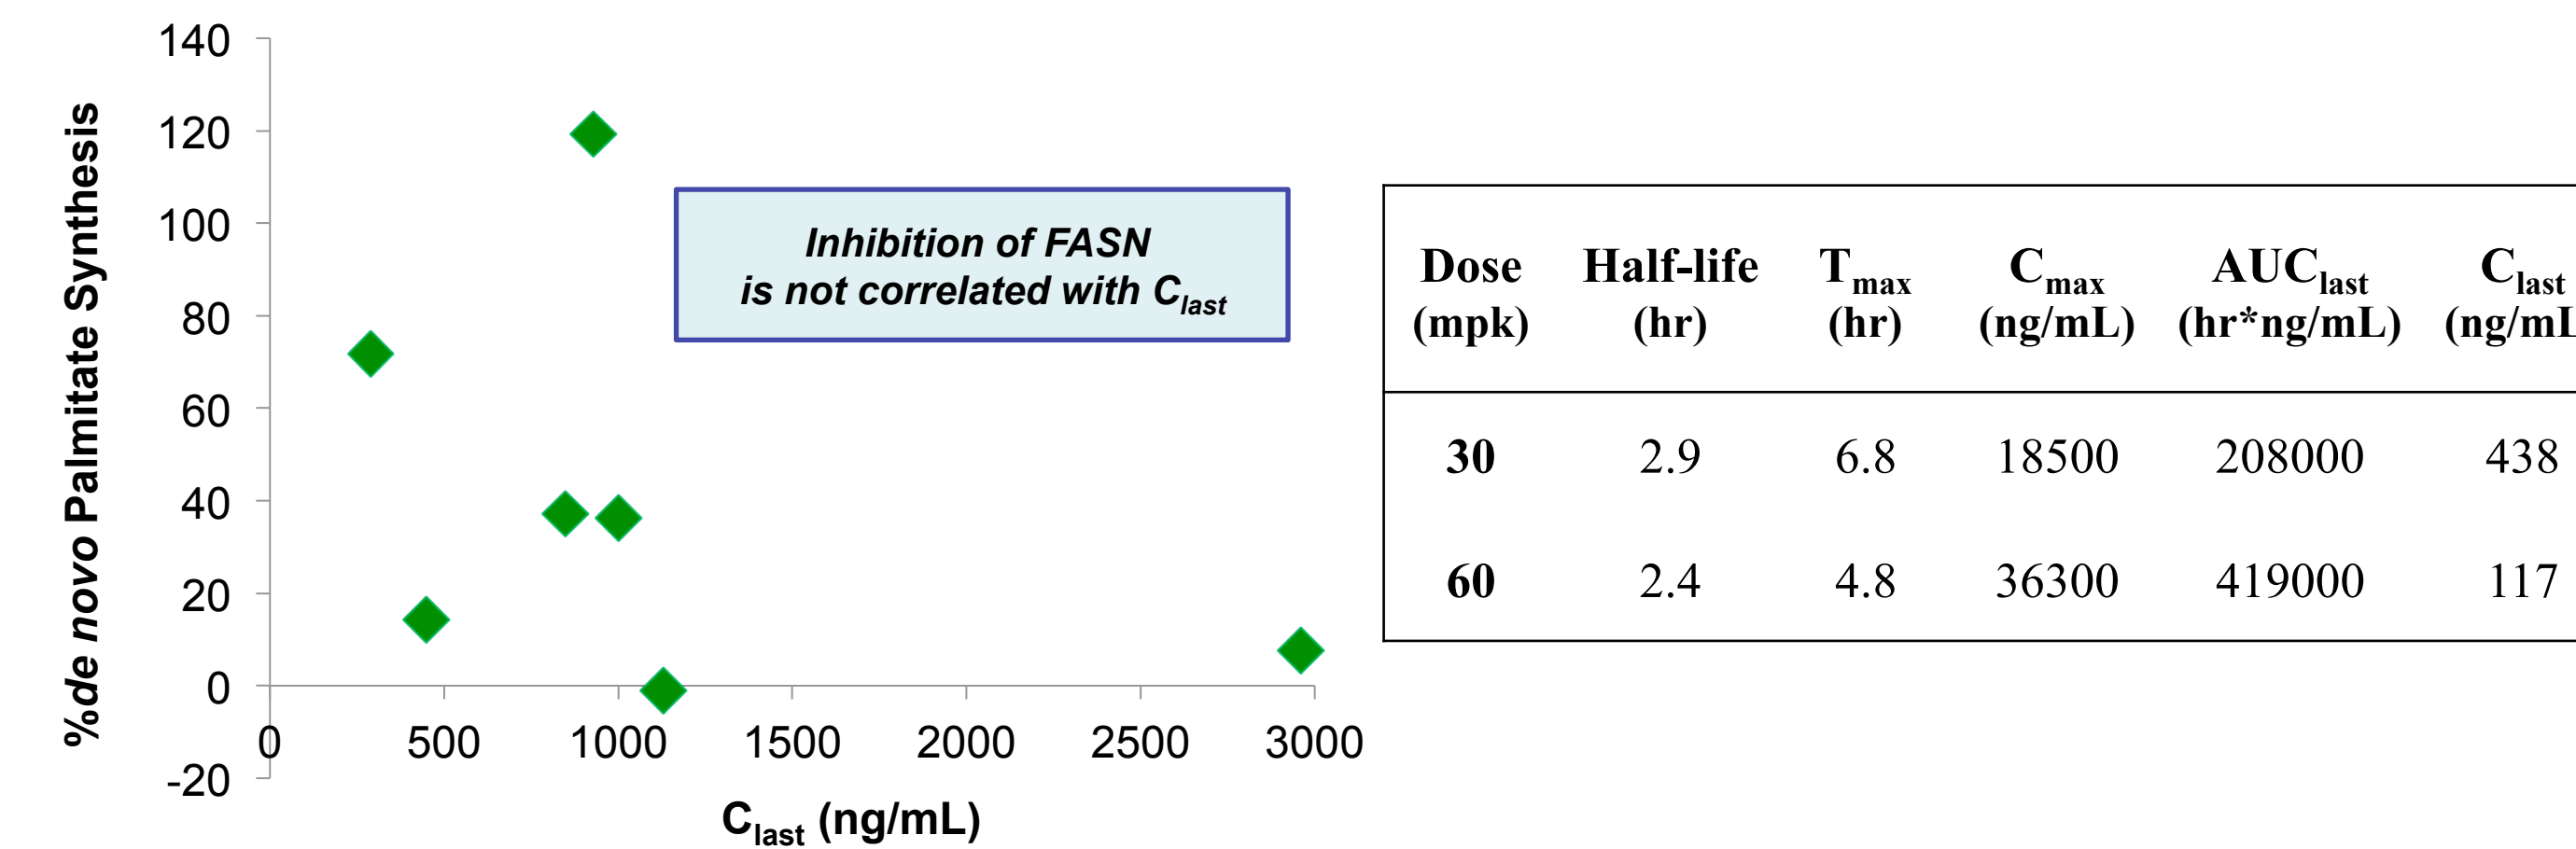 140
120
100
80
60
40
20
0
-20
%de novo Palmitate Synthesis
0 500 1000 1500 2000 2500 3000
Clast (ng/mL)
Inhibition of FASN
is not correlated with Clast
Dose Half-life Tmax Cmax AUClast Clast
(mpk) (hr) (hr) (ng/mL) (hr*ng/mL) (ng/mL
30 2.9 6.8 18500 208000 438
60 2.4 4.8 36300 419000 117